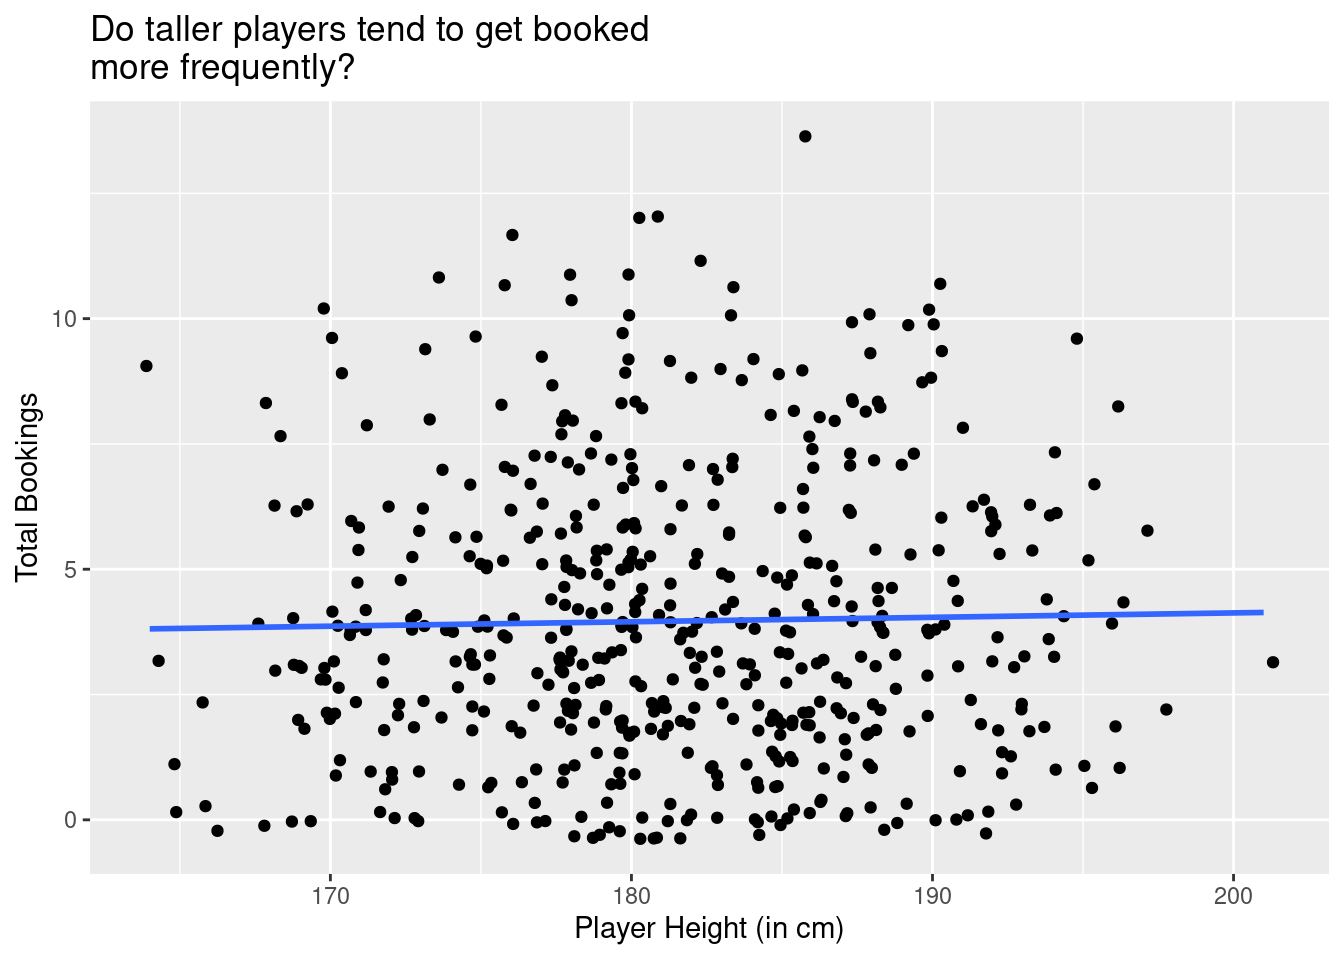 Do taller players tend to get booked
more frequently?
Total Bookings
10
5
0
170
180
190
200
Player Height (in cm)